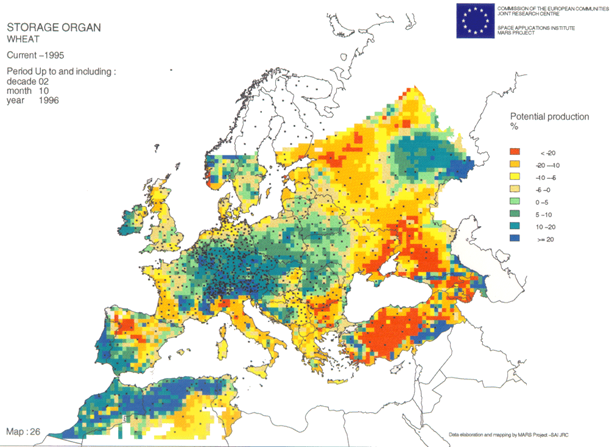 STORAGE ORGAN
WHEAT
Current –1995
Period Up to and including :
decade 02
month 10
year 1996
COMMISSION OF THE EUROPEAN COMMUNITIES
JOINT RESEARCH CENTRE
SPACE APPLICATIONS INSTITUTE
MARS PROJECT
Potential production
%
< -20
-20 –10
-10 –5
-5 –0
0 –5
5 –10
10 –20
>= 20
Map : 26
Data elaboration and mapping by MARS Project -SAI JRC